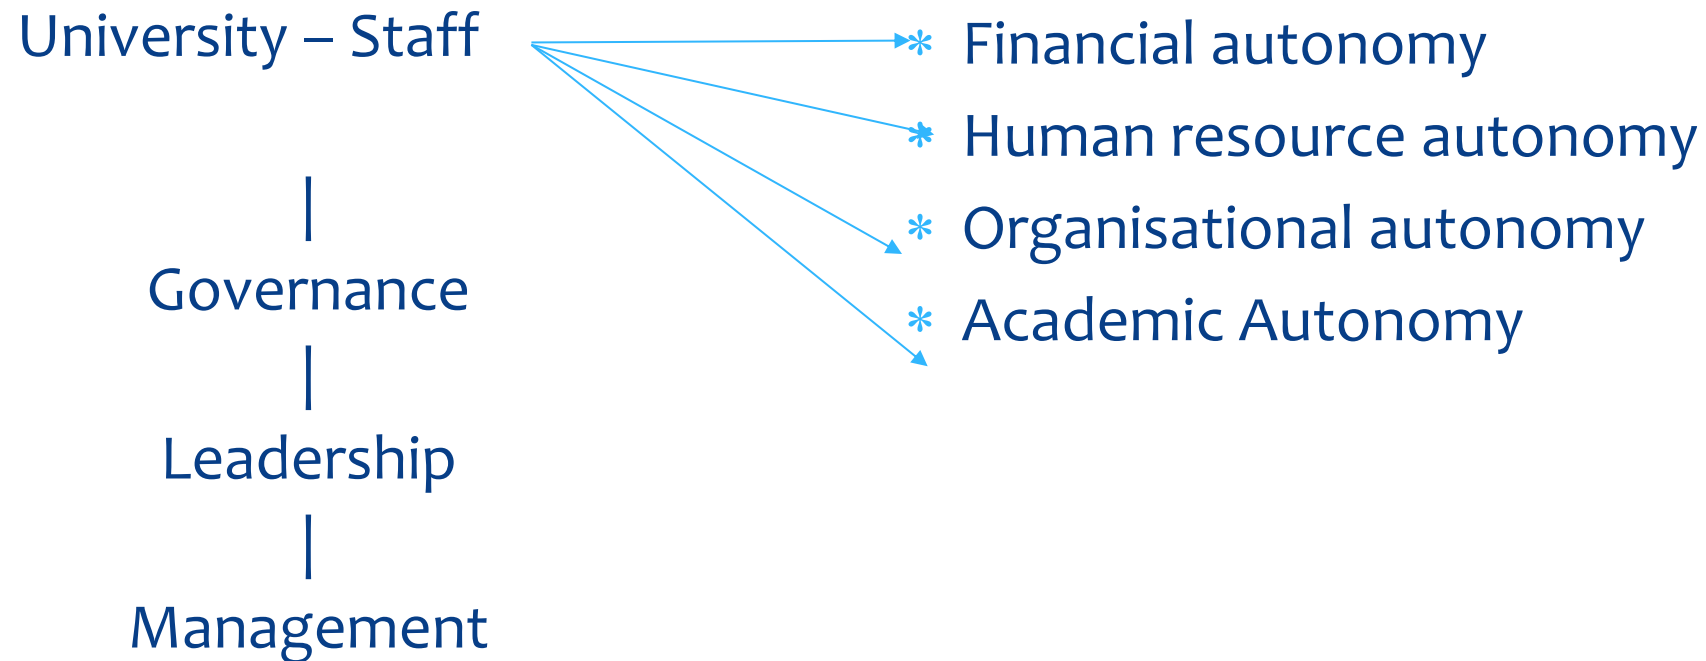 University – Staff
|
Governance
|
Leadership
|
Management
* Financial autonomy
* Human resource autonomy
* Organisational autonomy
* Academic Autonomy